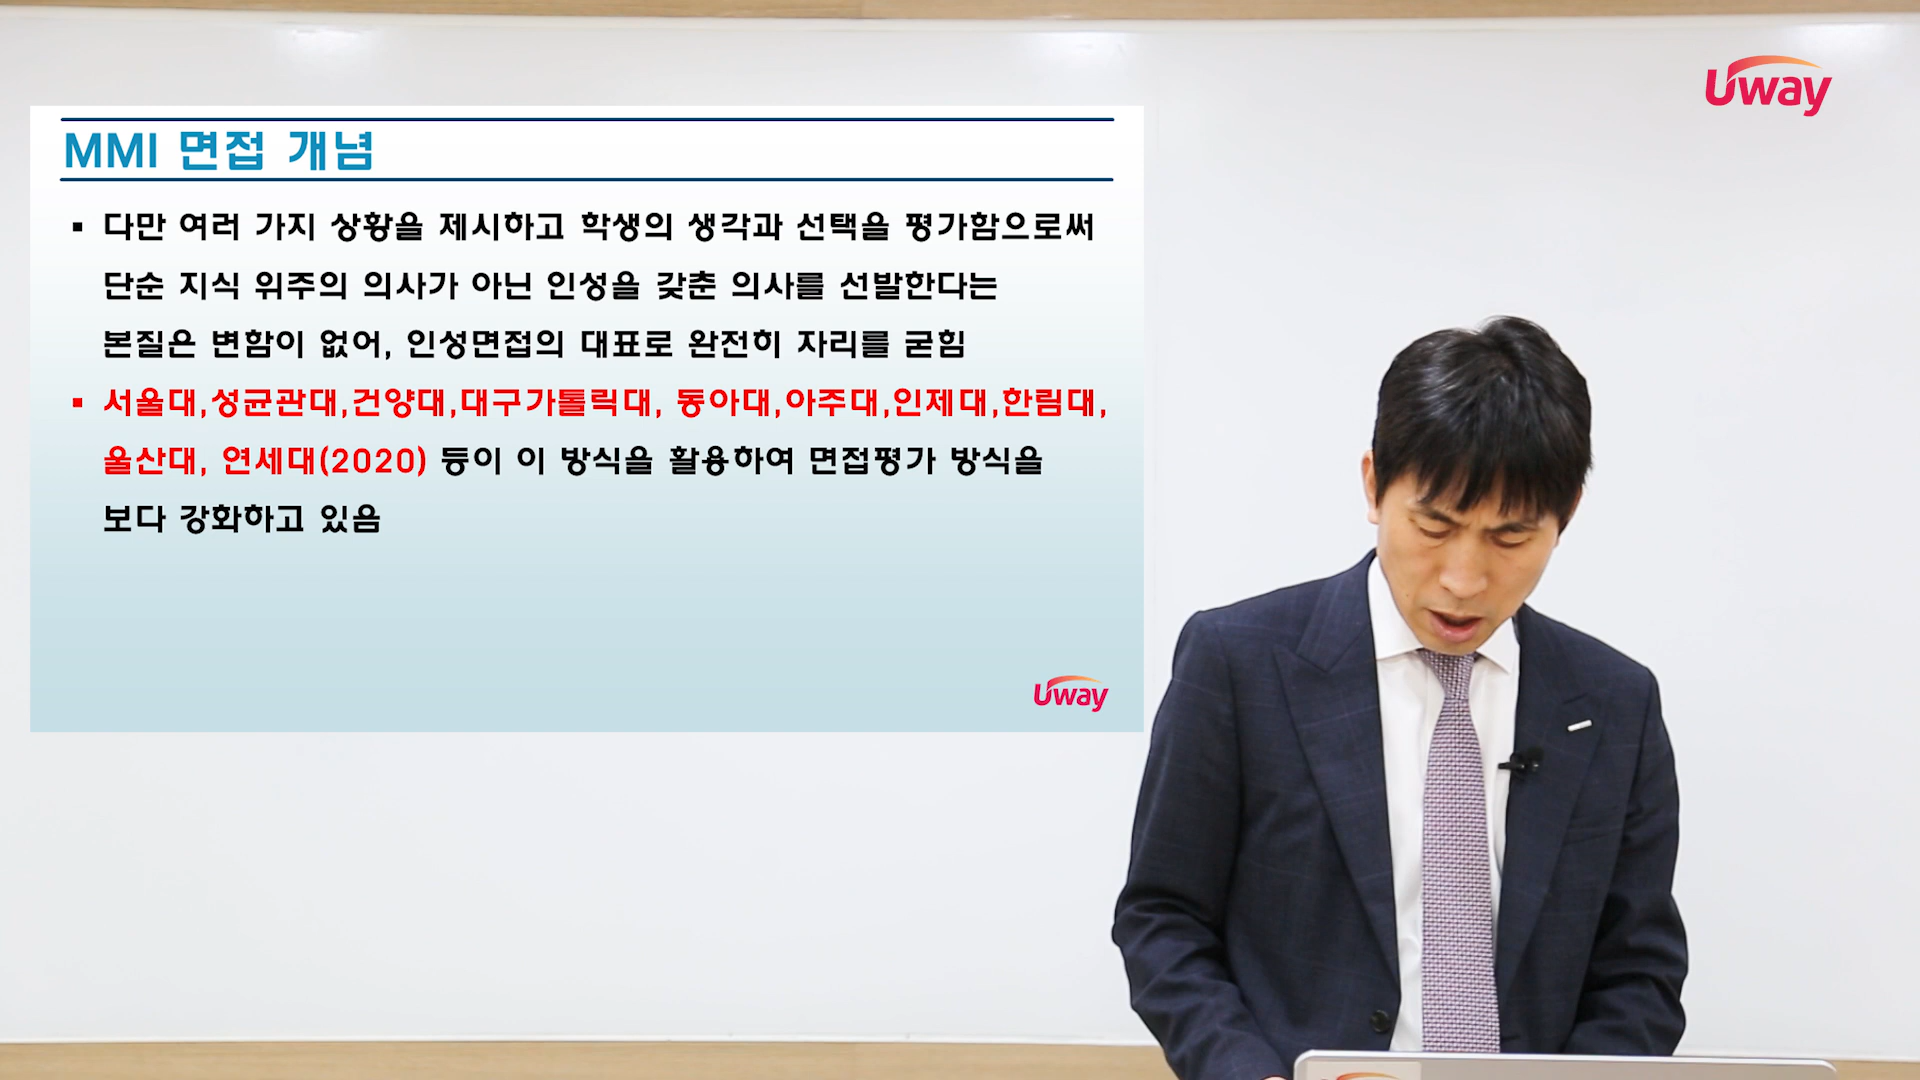 Uway
MMI 면접 개념
▪ 다만 여러 가지 상황을 제시하고 학생의 생각과 선택을 평가함으로써
단순 지식 위주의 의사가 아닌 인성을 갖춘 의사를 선발한다는
본질은 변함이 없어, 인성면접의 대표로 완전히 자리를 굳힘
▪ 서울대,성균관대,건양대,대구가톨릭대, 동아대,아주대,인제대,한림대,
울산대, 연세대(2020) 등이 이 방식을 활용하여 면접평가 방식을
보다 강화하고 있음
Uway